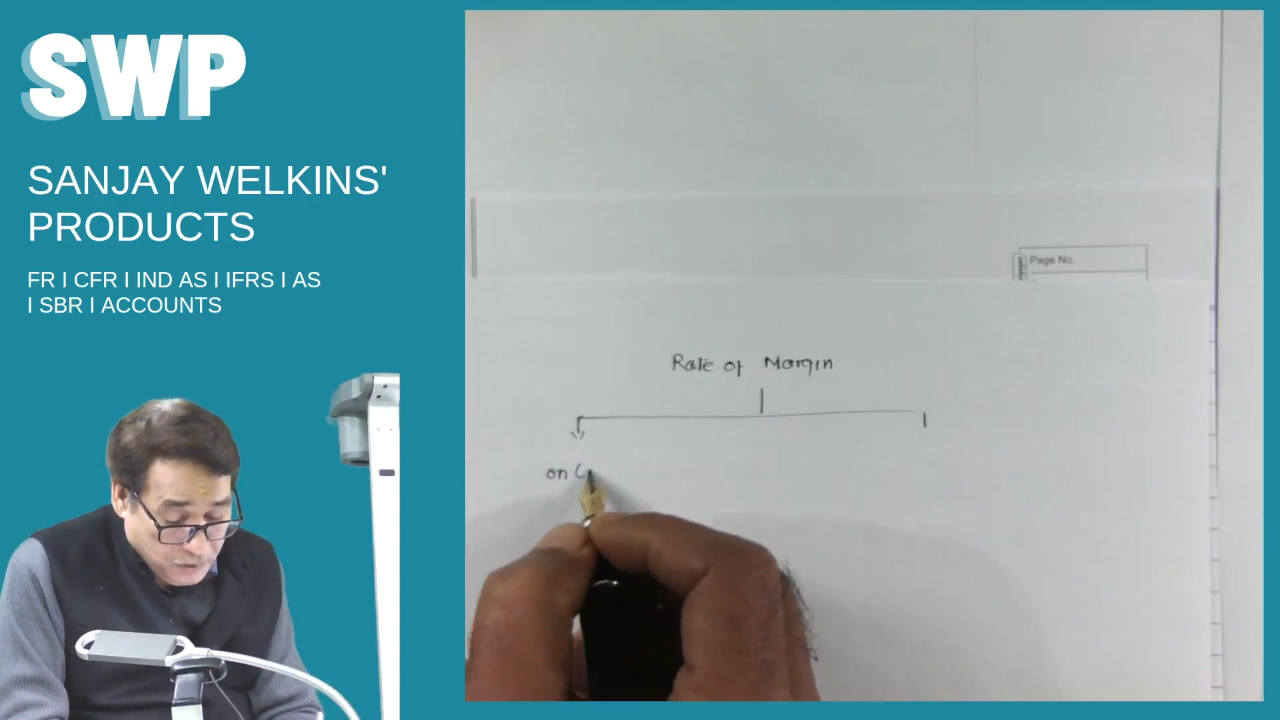 SWP
SANJAY WELKINS'
PRODUCTS
FR I CFR I IND AS I IFRS I AS
I SBR I ACCOUNTS
Page No.
Rate of Margin
on C